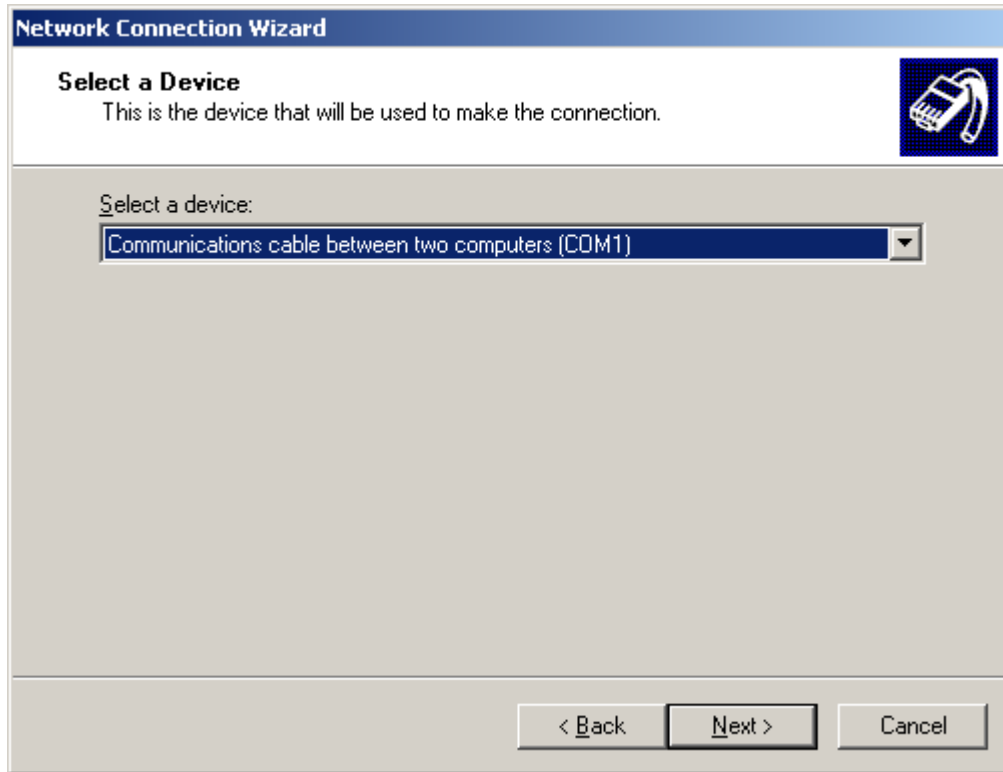 Network Connection Wizard
Select a Device
This is the device that will be used to make the connection.
Select a device:
Communications cable between two computers (COM1)
< Back
Next >
Cancel